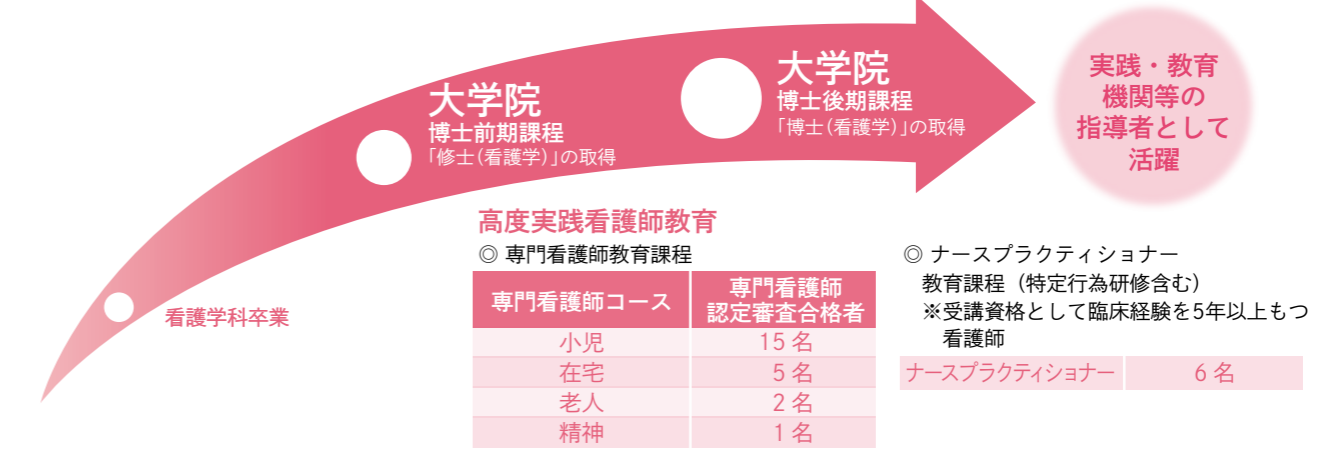 大学院
博士前期課程
「修士(看護学)」の取得
大学院
博士後期課程
「博士(看護学)」の取得
実践・教育
機関等の
指導者として
活躍
看護学科卒業
高度実践看護師教育
◎ 専門看護師教育課程
専門看護師コース
専門看護師
認定審査合格者
小児 15 名
在宅 5 名
老人 2 名
精神 1 名
◎ ナースプラクティショナー
教育課程（特定行為研修含む）
※受講資格として臨床経験を5年以上もつ
看護師
ナースプラクティショナー 6 名